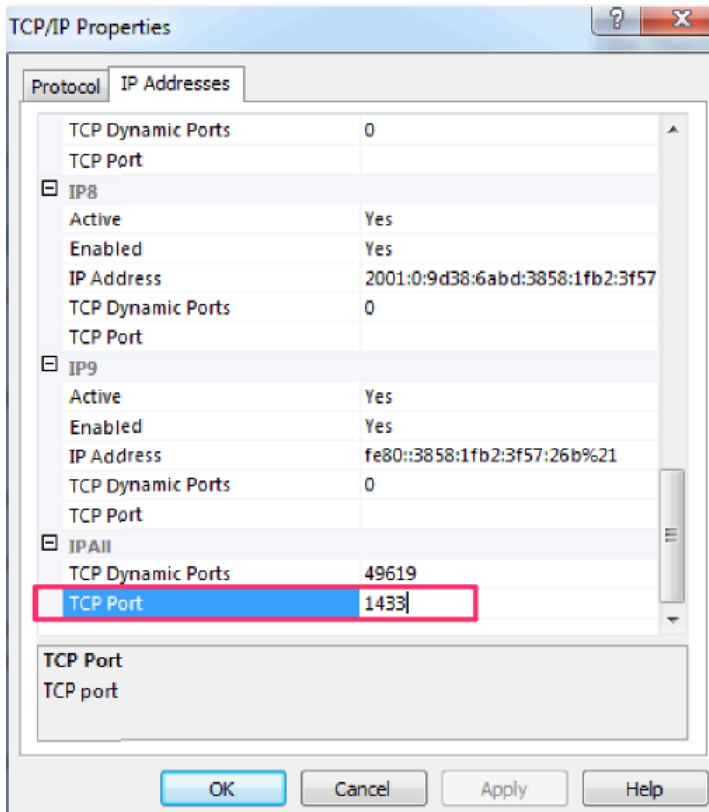 TCP/IP Properties
?
Protocol IP Addresses
TCP Dynamic Ports 0
TCP Port
IP8
Active Yes
Enabled Yes
IP Address 2001:0:9d38:6abd:3858:1fb2:3f57
TCP Dynamic Ports 0
TCP Port
IP9
Active Yes
Enabled Yes
IP Address fe80::3858:1fb2:3f57:26b%21
TCP Dynamic Ports 0
TCP Port
IPAll
TCP Dynamic Ports 49619
TCP Port 1433
TCP Port
TCP port
OK Cancel Apply Help